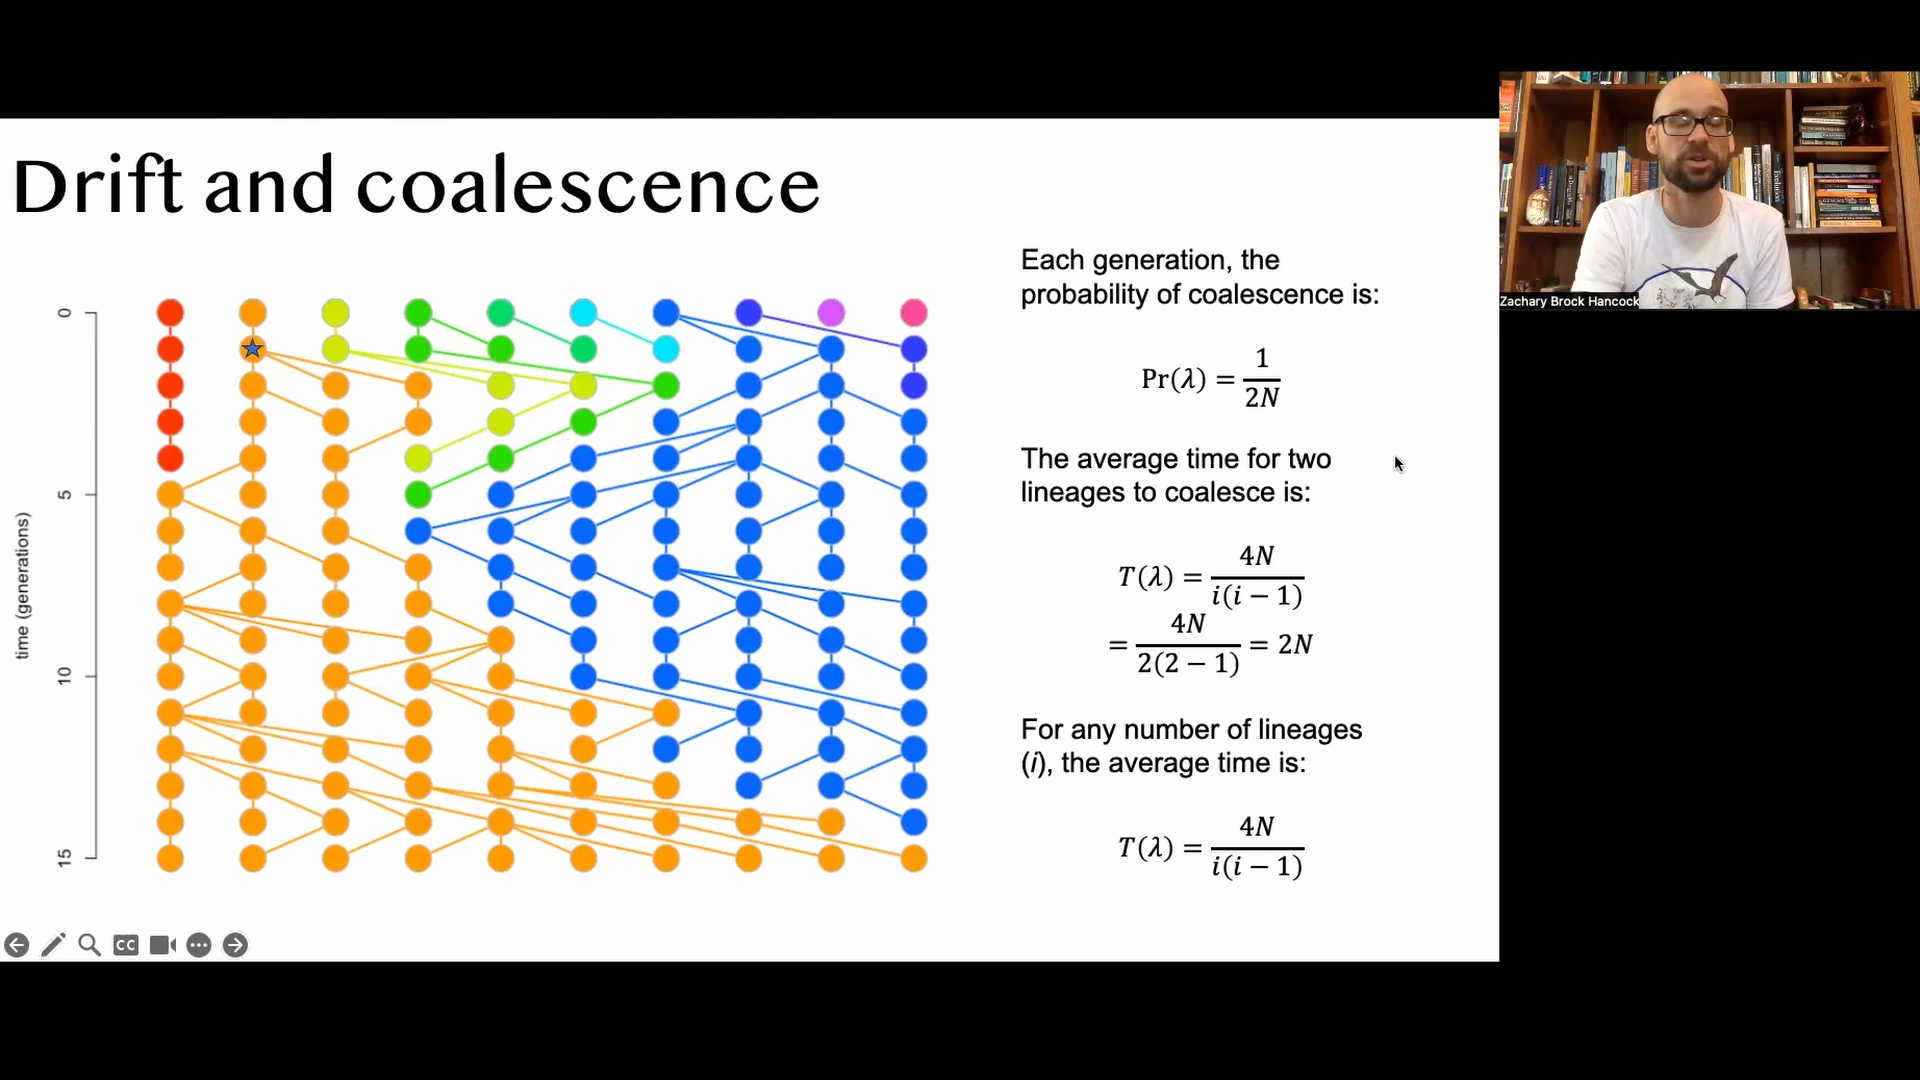 Drift and coalescence
Each generation, the
probability of coalescence is:
Pr(λ) = 1/2N
The average time for two
lineages to coalesce is:
T(λ) = 4N/i(i − 1)
= 4N/2(2 − 1) = 2N
For any number of lineages
(i), the average time is:
T(λ) = 4N/i(i − 1)
time (generations)
0
5
10
15
CC
Zachary Brock Hancock